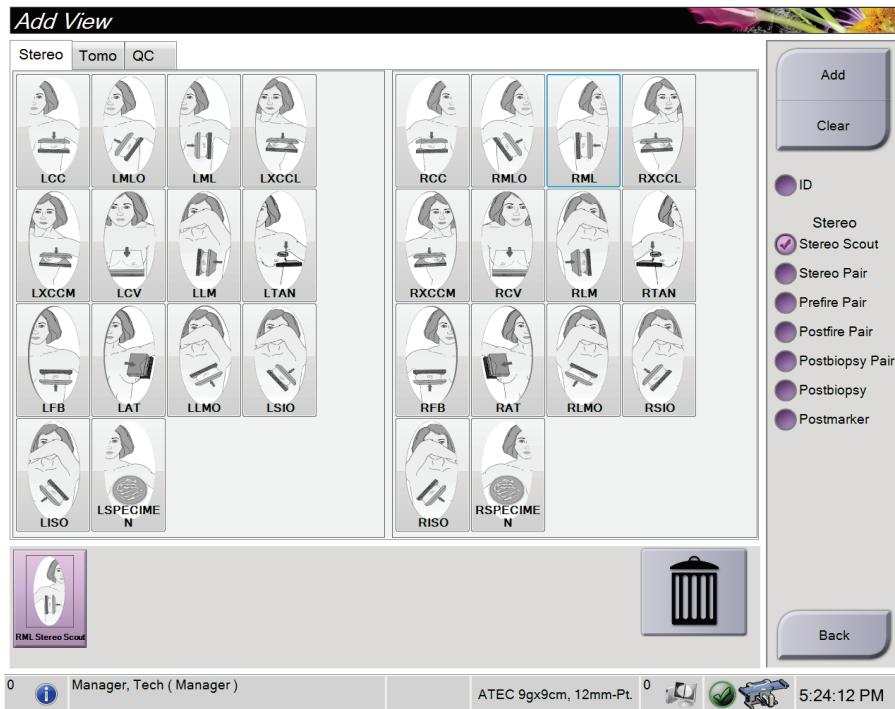 Add View
Stereo Tomo QC
Add
Clear
LCC LMLO LML LXCCL
RCC RMLO RML RXCCL
ID
Stereo
Stereo Scout
Stereo Pair
Prefire Pair
Postfire Pair
Postbiopsy Pair
Postbiopsy
Postmarker
LXCCM LCV LLM LTAN
RXCCM RCV RLM RTAN
LFB LAT LLMO LSIO
RFB RAT RLMO RSIO
LISO LSPECIME
N
RISO RSPECIME
N
RML Stereo Scout
Back
0 i Manager, Tech ( Manager ) ATEC 9gx9cm, 12mm-Pt. 0 5:24:12 PM